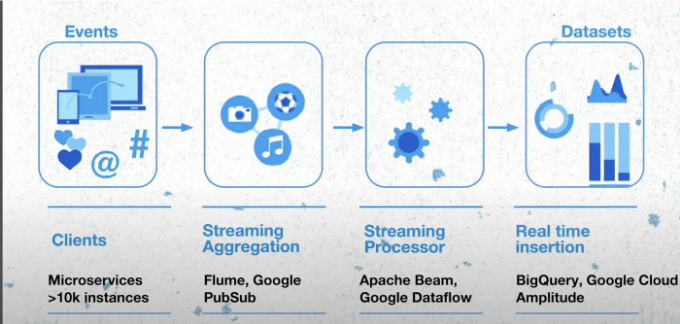 Events
Datasets
#
@
Clients
Streaming
Aggregation
Streaming
Processor
Real time
insertion
Microservices
>10k instances
Flume, Google
PubSub
Apache Beam,
Google Dataflow
BigQuery, Google Cloud
Amplitude